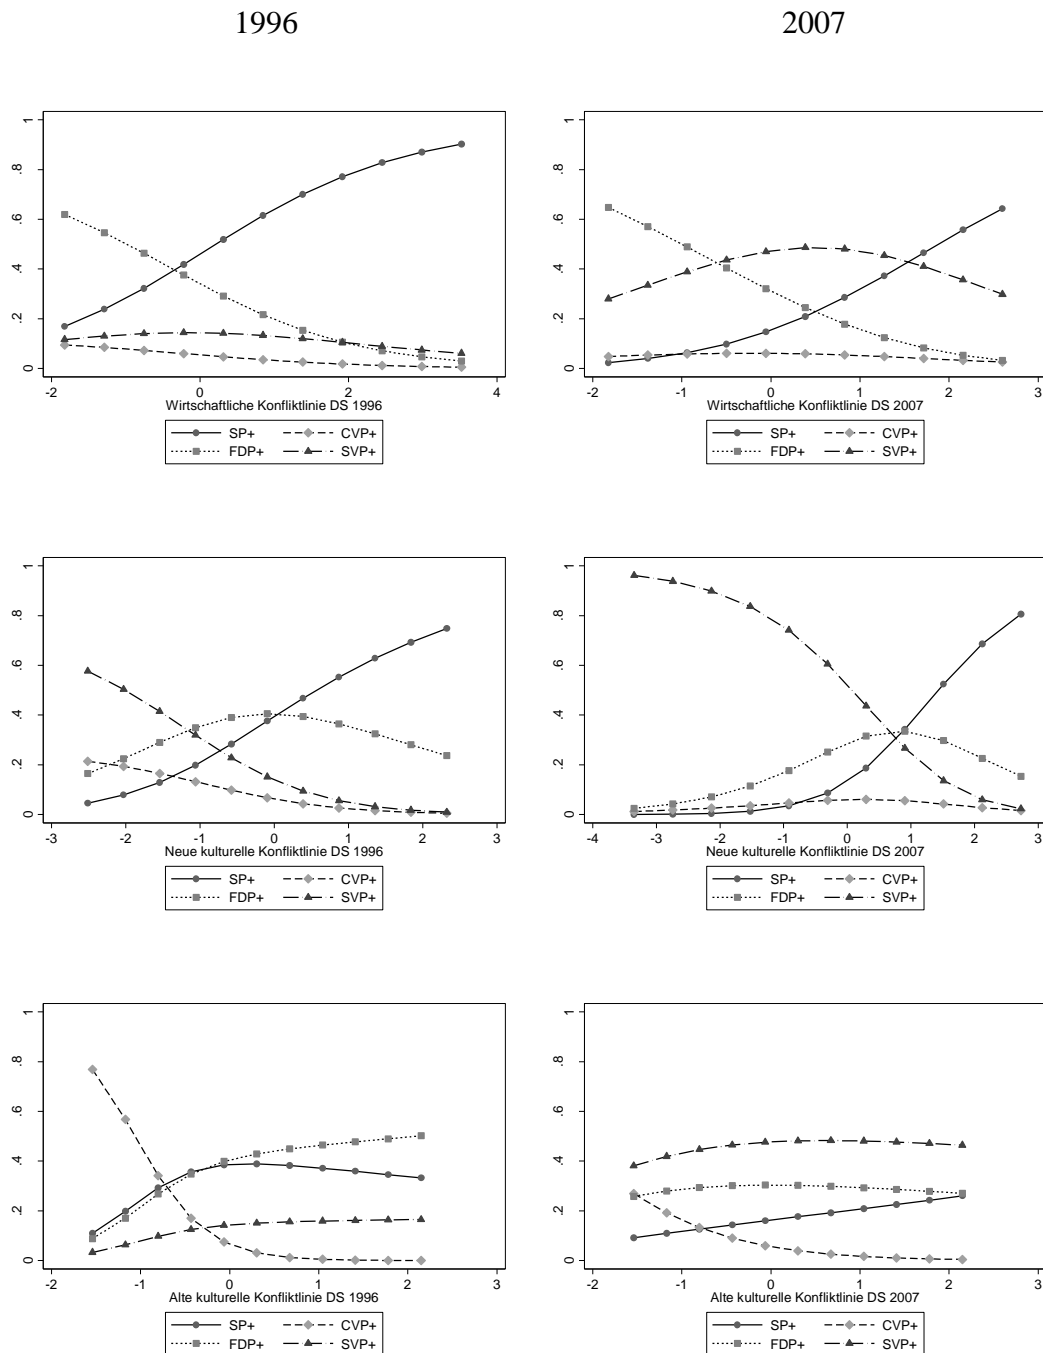 1996 2007
0 .2 .4 .6 .8 1
-2 0 2 4
Wirtschaftliche Konfliktlinie DS 1996
SP+ CVP+
FDP+ SVP+
0 .2 .4 .6 .8 1
-2 -1 0 1 2 3
Wirtschaftliche Konfliktlinie DS 2007
SP+ CVP+
FDP+ SVP+
0 .2 .4 .6 .8 1
-3 -2 -1 0 1 2 3
Neue kulturelle Konfliktlinie DS 1996
SP+ CVP+
FDP+ SVP+
0 .2 .4 .6 .8 1
-4 -3 -2 -1 0 1 2 3
Neue kulturelle Konfliktlinie DS 2007
SP+ CVP+
FDP+ SVP+
0 .2 .4 .6 .8 1
-2 -1 0 1 2 3
Alte kulturelle Konfliktlinie DS 1996
SP+ CVP+
FDP+ SVP+
0 .2 .4 .6 .8 1
-2 -1 0 1 2 3
Alte kulturelle Konfliktlinie DS 2007
SP+ CVP+
FDP+ SVP+